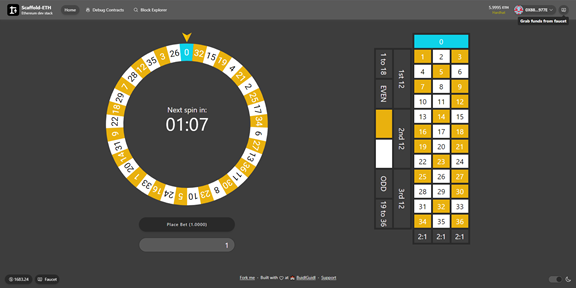 Scaffold-ETH
Ethereum dev stack
Home
Debug Contracts
Block Explorer
Localhost
Grab funds from faucet
0 32 15 19 4 21 2 25 17 34 6 27 13 36 11 30 8 23 10 5 24 16 33 1 20 14 31 9 22 18 29 7 28 12 35 3 26
Next spin in:
01:07
Place Bet (1.0000)
1
0
1 to 18
EVEN
ODD
19 to 36
1st 12
2nd 12
3rd 12
1 2 3
4 5 6
7 8 9
10 11 12
13 14 15
16 17 18
19 20 21
22 23 24
25 26 27
28 29 30
31 32 33
34 35 36
2:1 2:1 2:1
1683.24
Faucet
Fork me · Built with at BuidlGuidl · Support